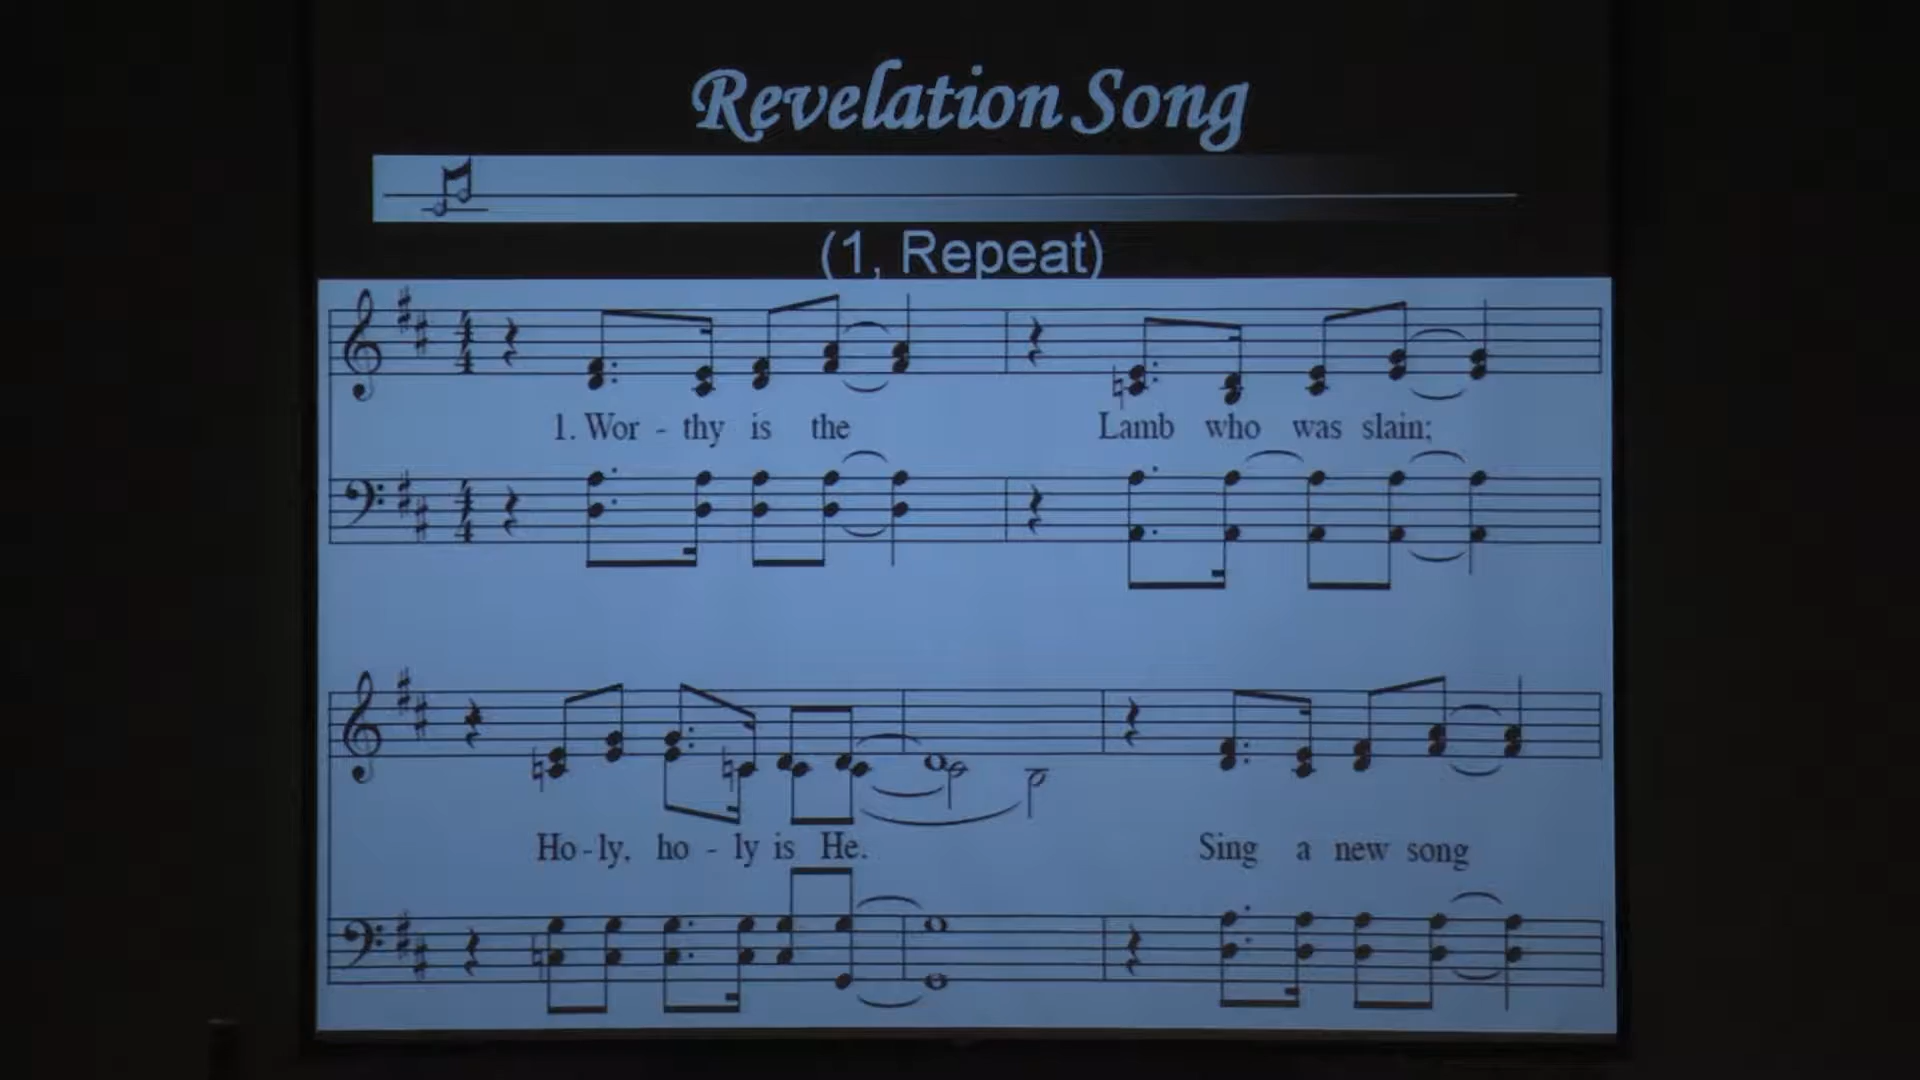 Revelation Song
(1, Repeat)
1. Wor - thy is the Lamb who was slain;
Ho - ly, ho - ly is He. Sing a new song